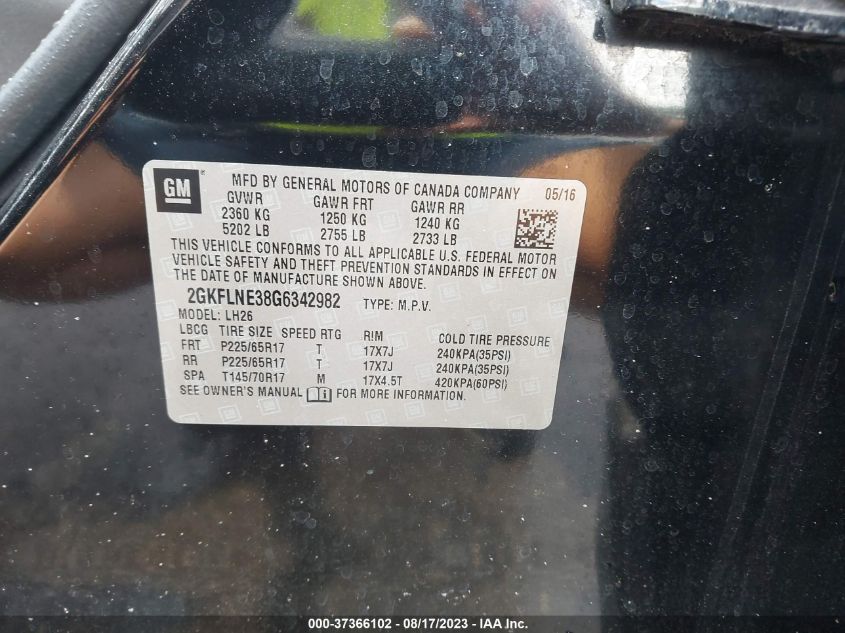 GM
MFD BY GENERAL MOTORS OF CANADA COMPANY 05/16
GVWR GAWR FRT GAWR RR
2360 KG 1250 KG 1240 KG
5202 LB 2755 LB 2733 LB
THIS VEHICLE CONFORMS TO ALL APPLICABLE U.S. FEDERAL MOTOR
VEHICLE SAFETY AND THEFT PREVENTION STANDARDS IN EFFECT ON
THE DATE OF MANUFACTURE SHOWN ABOVE.
2GKFLNE38G6342982 TYPE: M.P.V.
MODEL: LH26
LBCG TIRE SIZE SPEED RTG RIM COLD TIRE PRESSURE
FRT P225/65R17 T 17X7J 240KPA(35PSI)
RR P225/65R17 T 17X7J 240KPA(35PSI)
SPA T145/70R17 M 17X4.5T 420KPA(60PSI)
SEE OWNER'S MANUAL FOR MORE INFORMATION.
000-37366102 - 08/17/2023 - IAA Inc.